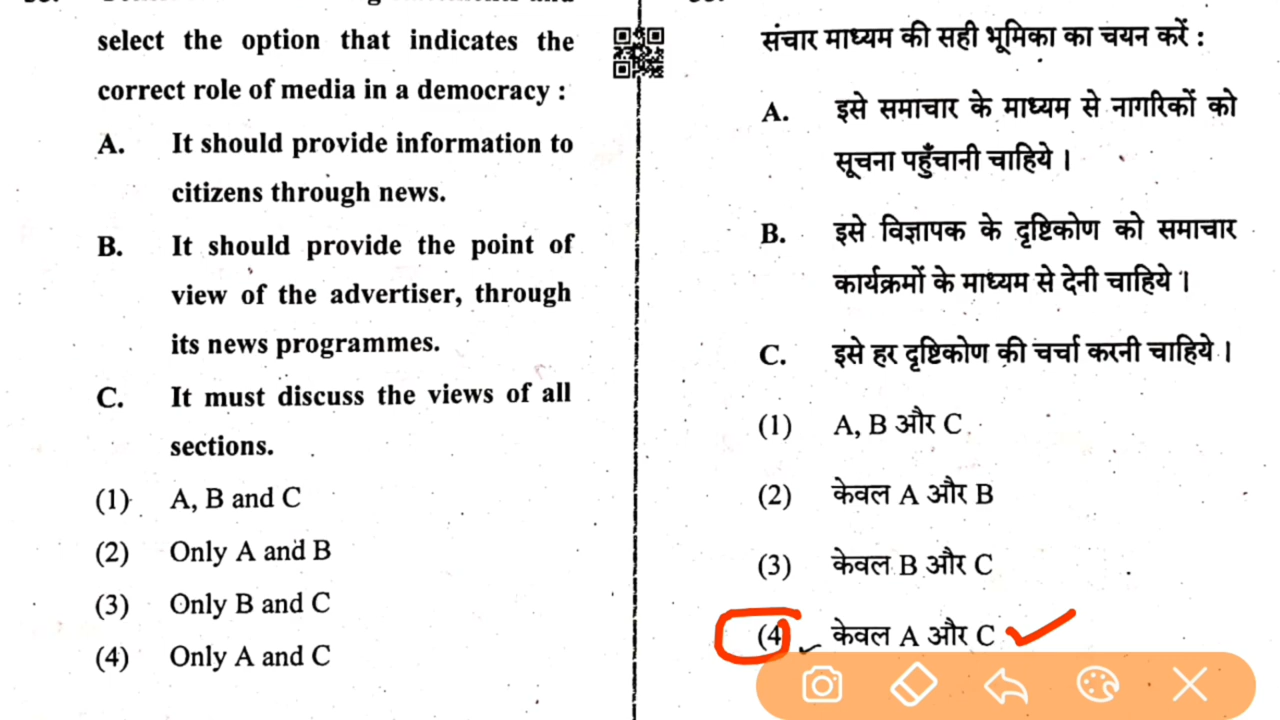 select the option that indicates the
correct role of media in a democracy :
A. It should provide information to
citizens through news.
B. It should provide the point of
view of the advertiser, through
its news programmes.
C. It must discuss the views of all
sections.
(1) A, B and C
(2) Only A and B
(3) Only B and C
(4) Only A and C
संचार माध्यम की सही भूमिका का चयन करें :
A. इसे समाचार के माध्यम से नागरिकों को
सूचना पहुँचानी चाहिये ।
B. इसे विज्ञापक के दृष्टिकोण को समाचार
कार्यक्रमों के माध्यम से देनी चाहिये ।
C. इसे हर दृष्टिकोण की चर्चा करनी चाहिये ।
(1) A, B और C
(2) केवल A और B
(3) केवल B और C
(4 केवल A और C